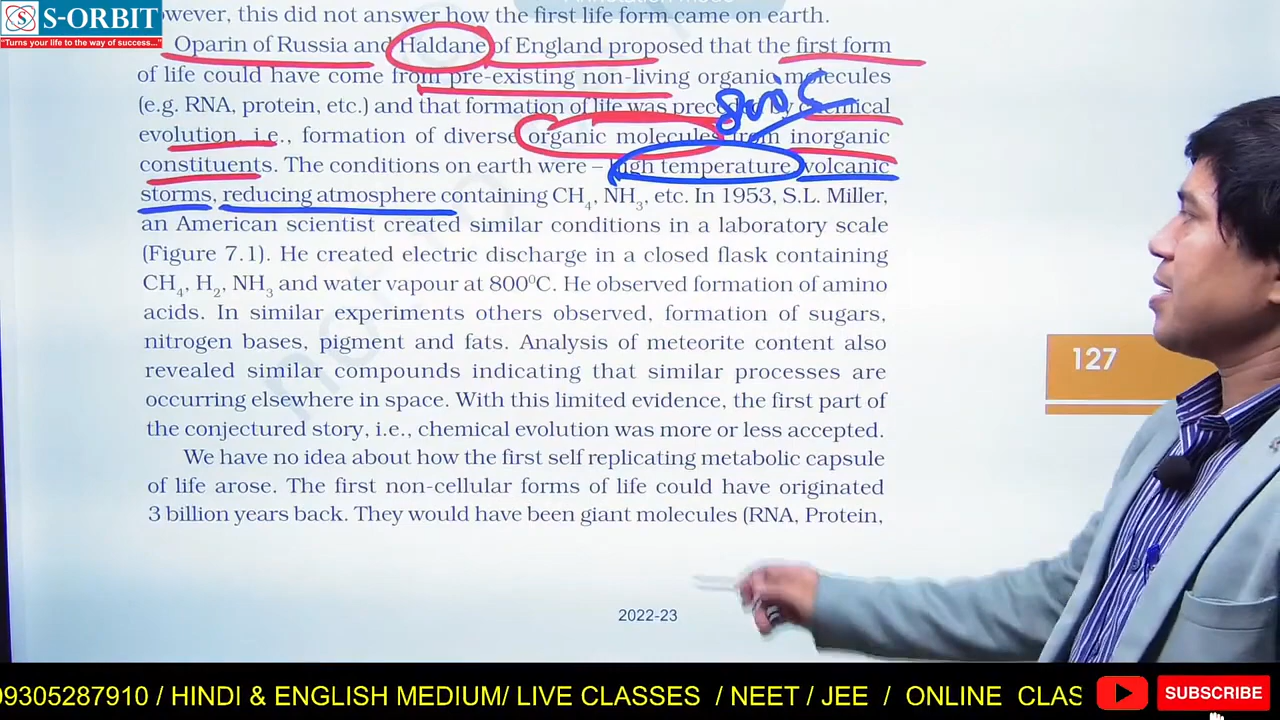 S-ORBIT
"Turns your life to the way of success..."
owever, this did not answer how the first life form came on earth.
Oparin of Russia and Haldane of England proposed that the first form
of life could have come from pre-existing non-living organic molecules
(e.g. RNA, protein, etc.) and that formation of life was preceded by chemical
evolution, i.e., formation of diverse organic molecules from inorganic
constituents. The conditions on earth were – high temperature, volcanic
storms, reducing atmosphere containing CH₄, NH₃, etc. In 1953, S.L. Miller,
an American scientist created similar conditions in a laboratory scale
(Figure 7.1). He created electric discharge in a closed flask containing
CH₄, H₂, NH₃ and water vapour at 800⁰C. He observed formation of amino
acids. In similar experiments others observed, formation of sugars,
nitrogen bases, pigment and fats. Analysis of meteorite content also
revealed similar compounds indicating that similar processes are
occurring elsewhere in space. With this limited evidence, the first part of
the conjectured story, i.e., chemical evolution was more or less accepted.
We have no idea about how the first self replicating metabolic capsule
of life arose. The first non-cellular forms of life could have originated
3 billion years back. They would have been giant molecules (RNA, Protein,
127
2022-23
09305287910 / HINDI & ENGLISH MEDIUM/ LIVE CLASSES / NEET / JEE / ONLINE CLAS
SUBSCRIBE